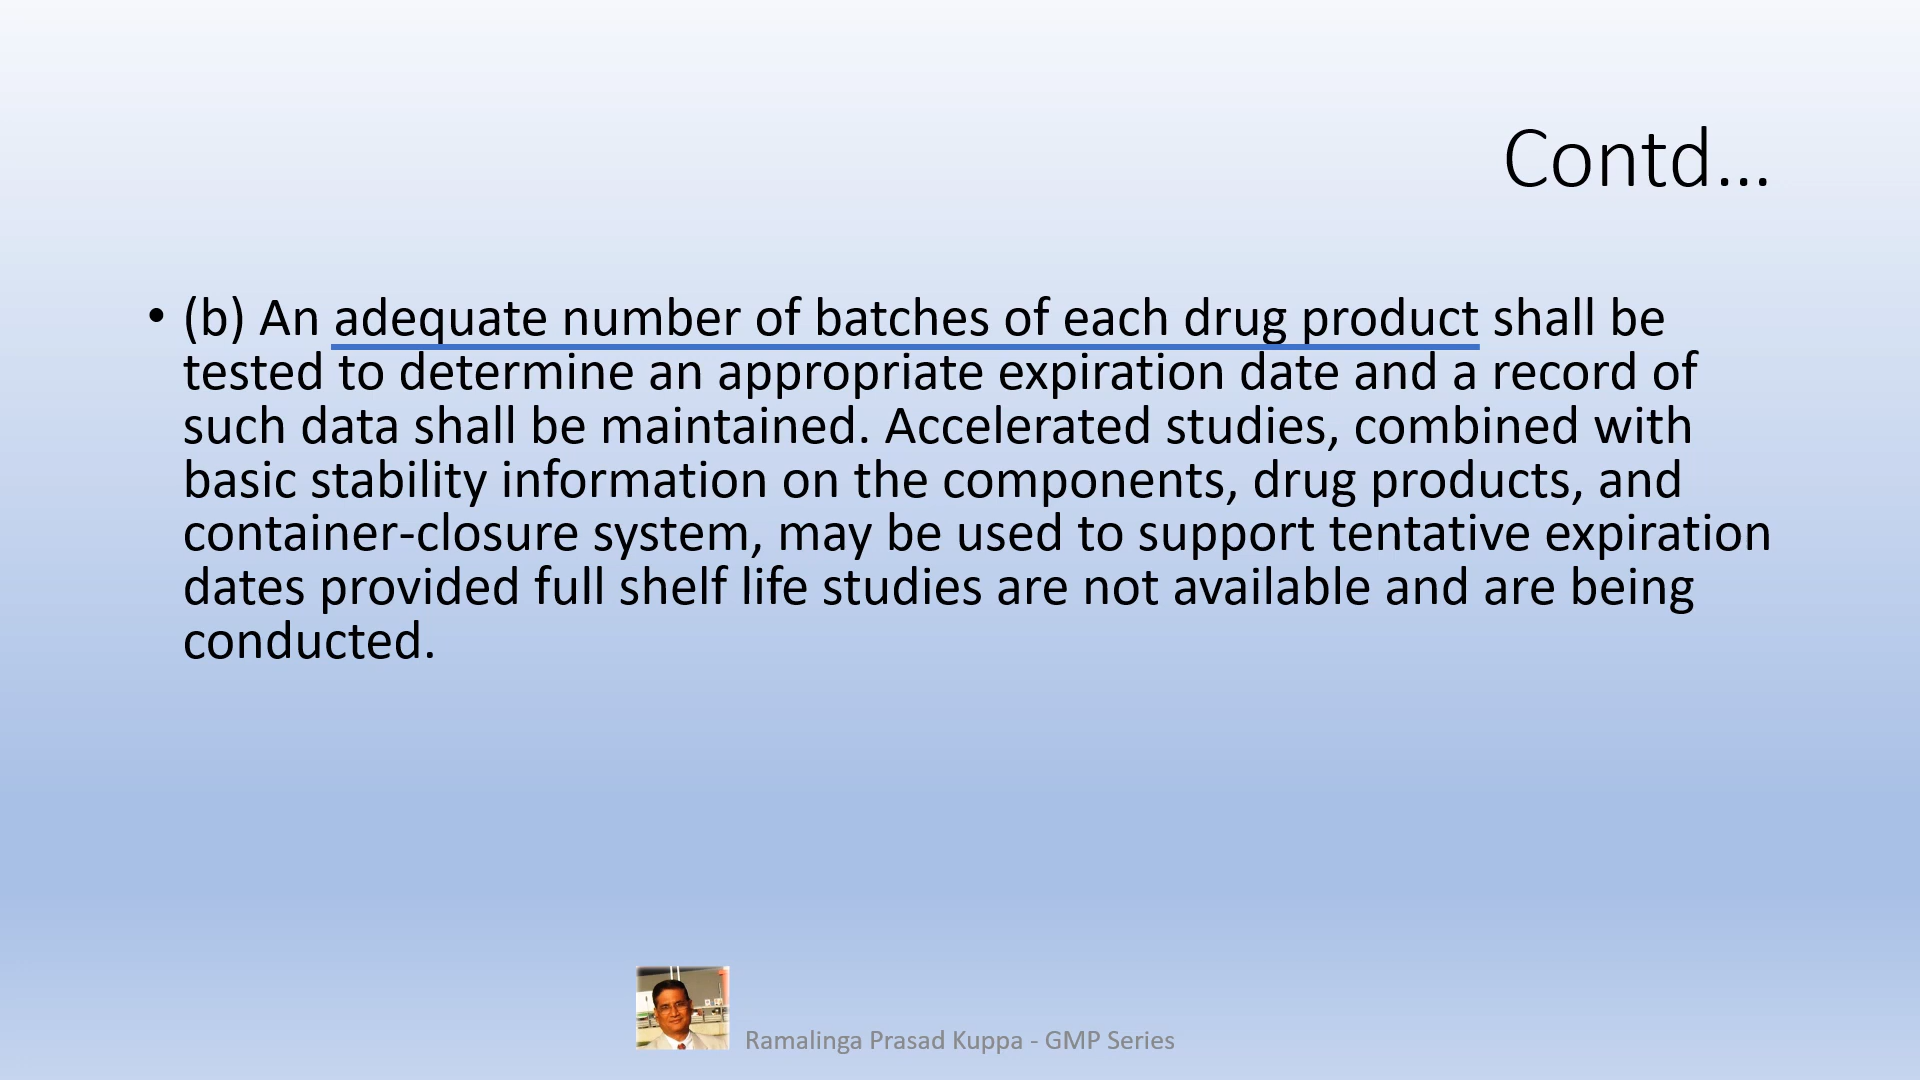 Contd...
• (b) An adequate number of batches of each drug product shall be
tested to determine an appropriate expiration date and a record of
such data shall be maintained. Accelerated studies, combined with
basic stability information on the components, drug products, and
container-closure system, may be used to support tentative expiration
dates provided full shelf life studies are not available and are being
conducted.
Ramalinga Prasad Kuppa - GMP Series